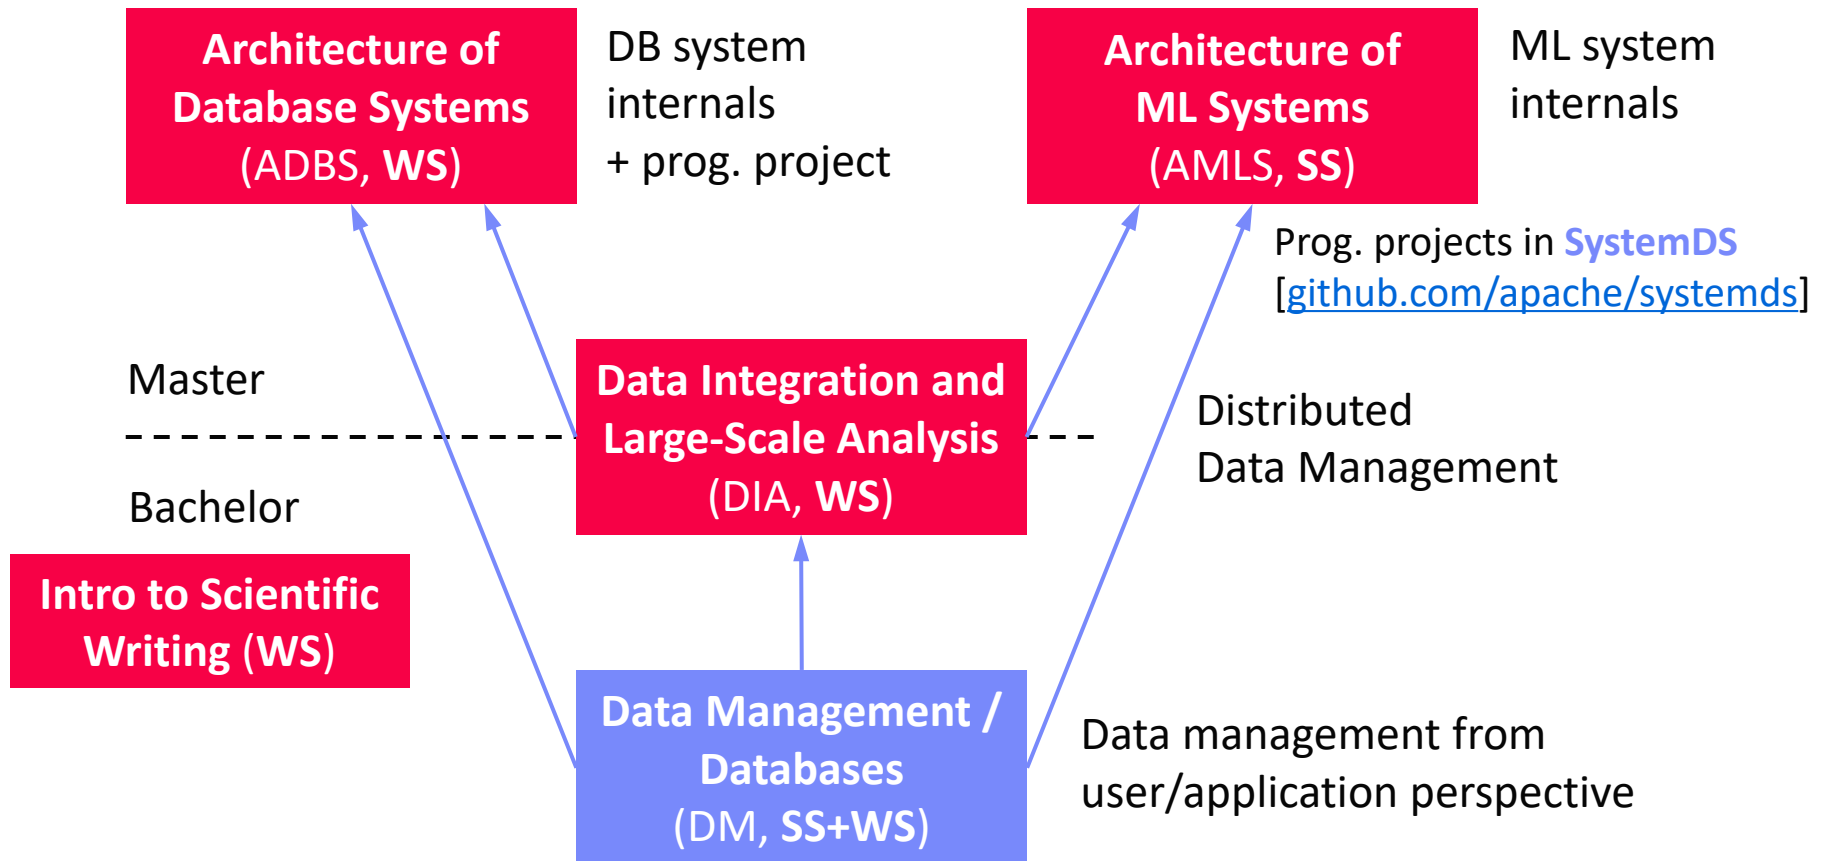 Architecture of
Database Systems
(ADBS, WS)
DB system
internals
+ prog. project
Architecture of
ML Systems
(AMLS, SS)
ML system
internals
Prog. projects in SystemDS
[github.com/apache/systemds]
Master
Data Integration and
Large-Scale Analysis
(DIA, WS)
Distributed
Data Management
Bachelor
Intro to Scientific
Writing (WS)
Data Management /
Databases
(DM, SS+WS)
Data management from
user/application perspective